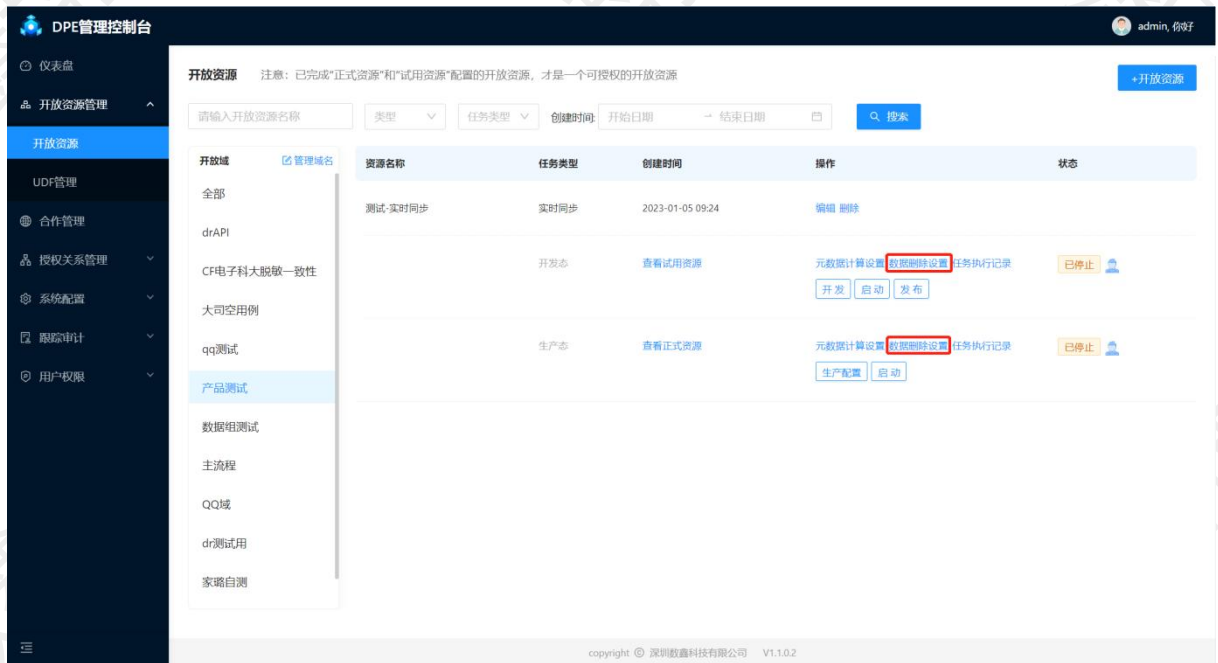 DPE管理控制台
admin, 你好
仪表盘
开放资源管理
开放资源
UDF管理
合作管理
授权关系管理
系统配置
跟踪审计
用户权限
开放资源 注意：已完成“正式资源”和“试用资源”配置的开放资源，才是一个可授权的开放资源
+开放资源
请输入开放资源名称 类型 任务类型 创建时间: 开始日期 → 结束日期 搜索
开放域 管理域名
全部
drAPI
CF电子科大脱敏一致性
大司空用例
qq测试
产品测试
数据组测试
主流程
QQ域
dr测试用
家璐自测
资源名称 任务类型 创建时间 操作 状态
测试-实时同步 实时同步 2023-01-05 09:24 编辑 删除
开发态 查看试用资源 元数据计算设置 数据删除设置 任务执行记录 已停止
开发 启动 发布
生产态 查看正式资源 元数据计算设置 数据删除设置 任务执行记录 已停止
生产配置 启动
copyright © 深圳数鑫科技有限公司 V1.1.0.2